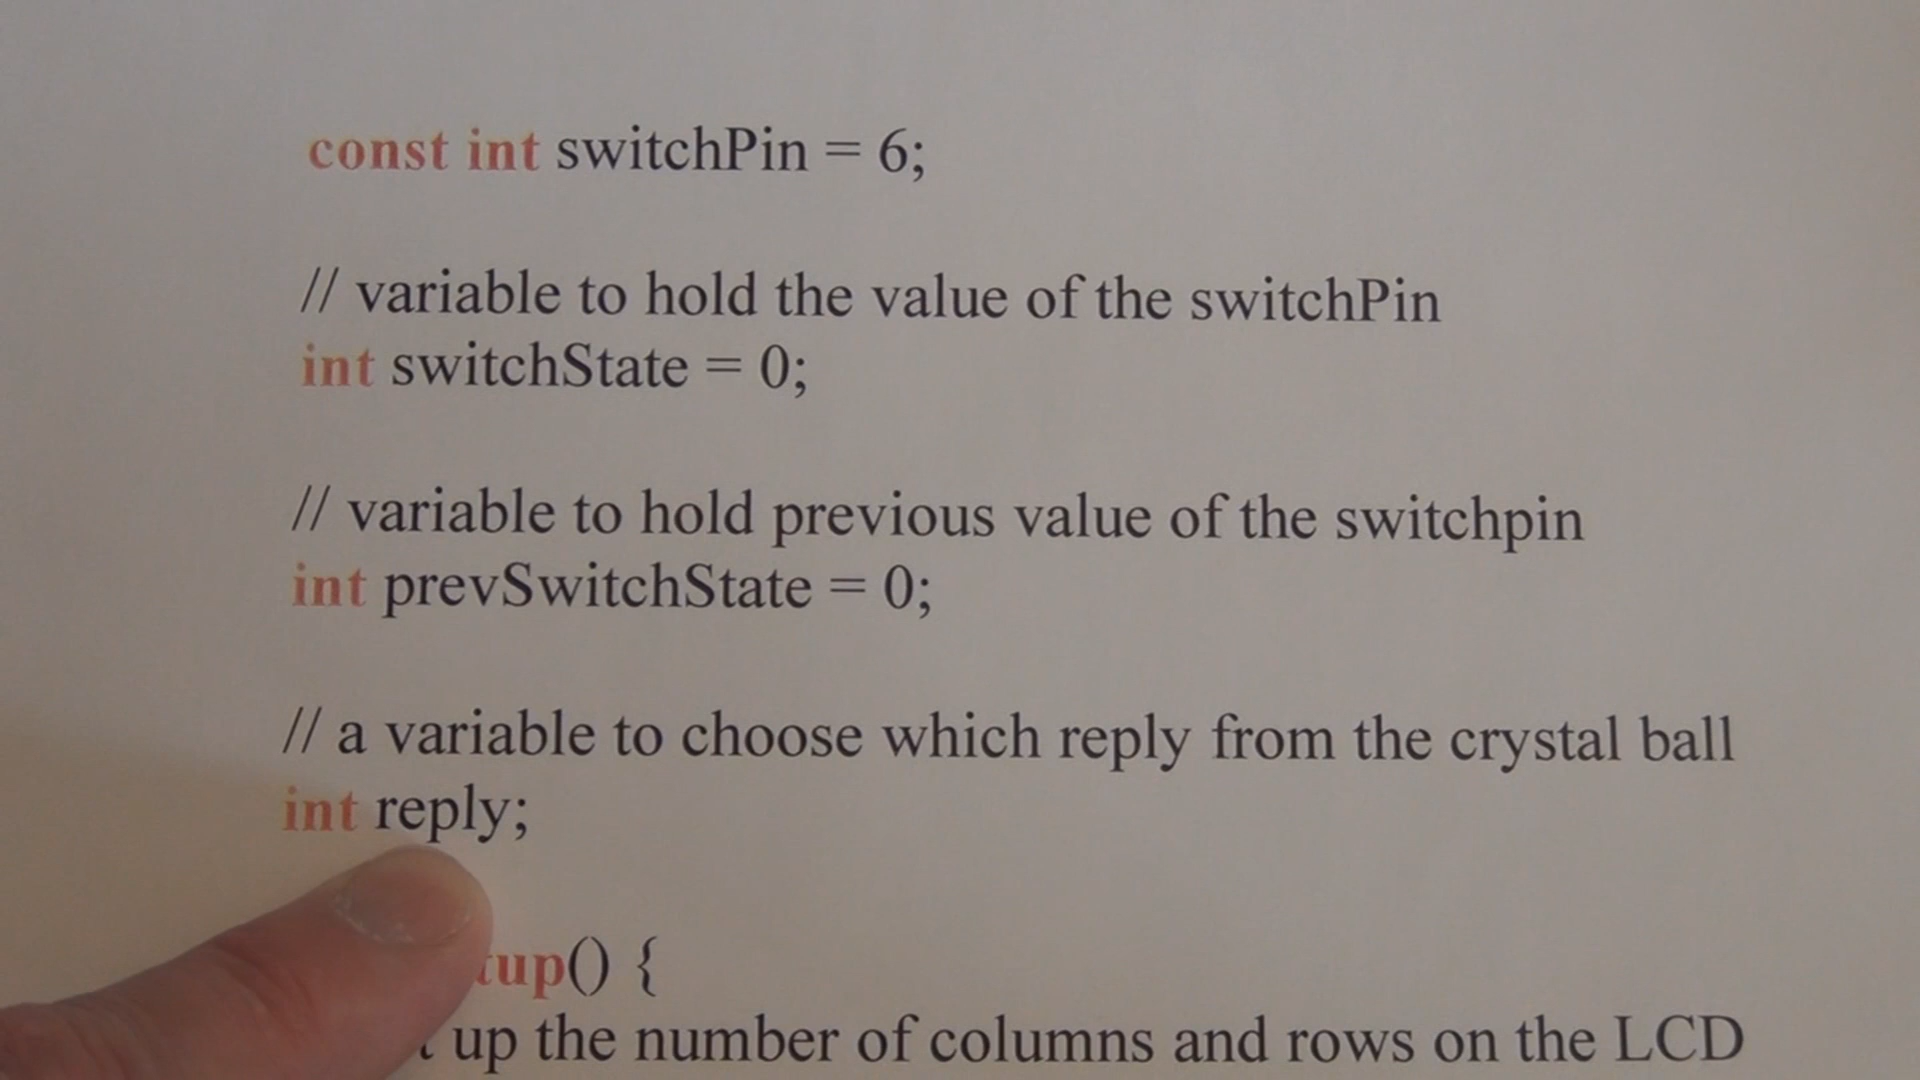 const int switchPin = 6;
// variable to hold the value of the switchPin
int switchState = 0;
// variable to hold previous value of the switchpin
int prevSwitchState = 0;
// a variable to choose which reply from the crystal ball
int reply;
() {
up the number of columns and rows on the LCD